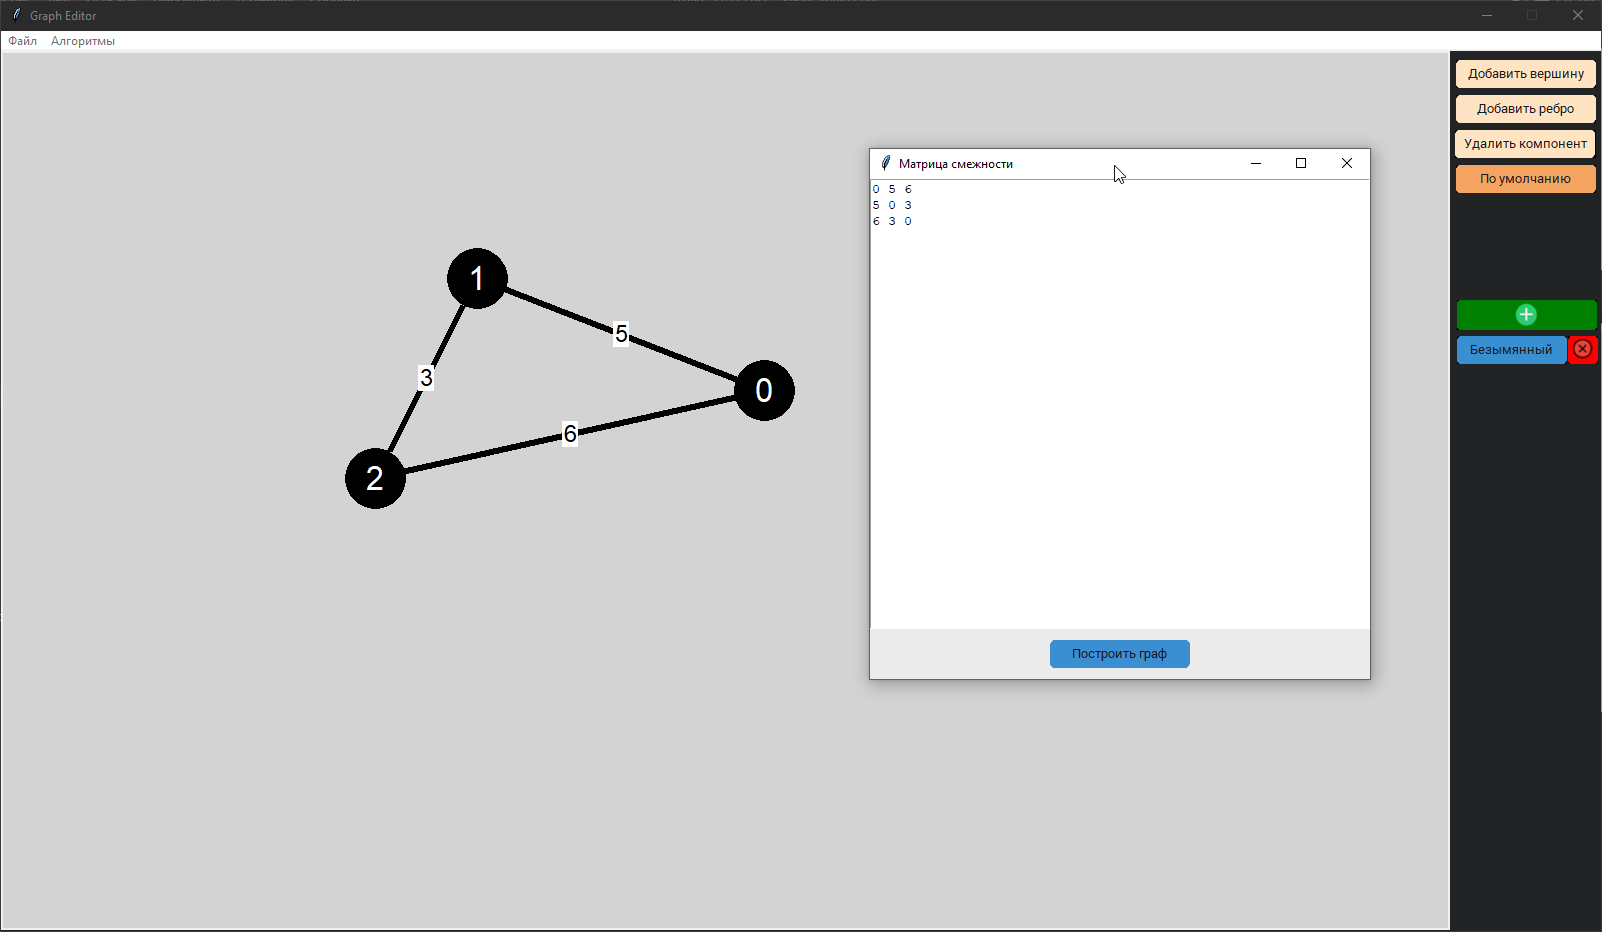 Graph Editor
Файл Алгоритмы
Добавить вершину
Добавить ребро
Удалить компонент
По умолчанию
Безымянный
1
5
0
3
6
2
Матрица смежности
0 5 6
5 0 3
6 3 0
Построить граф